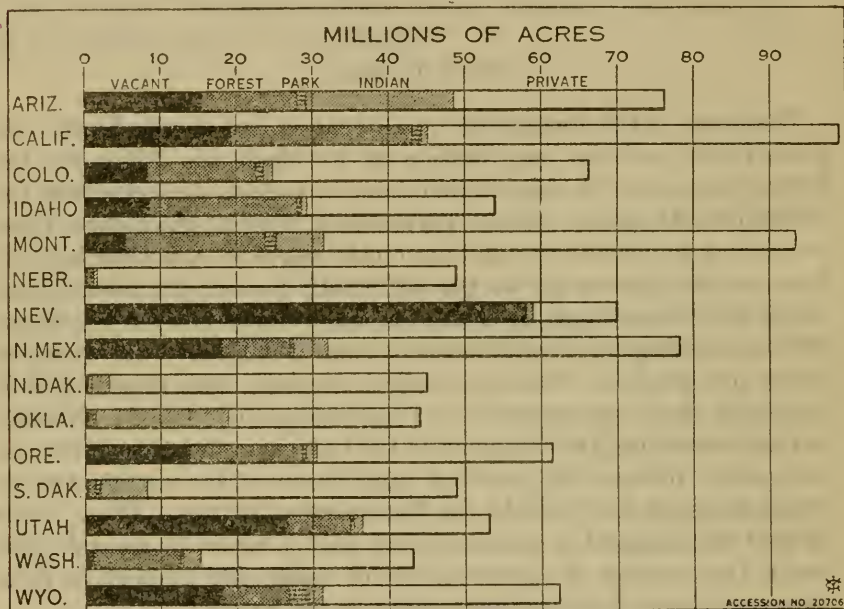 MILLIONS OF ACRES
0 10 20 30 40 50 60 70 80 90
VACANT FOREST PARK INDIAN PRIVATE
ARIZ.
CALIF.
COLO.
IDAHO
MONT.
NEBR.
NEV.
N.MEX.
N.DAK.
OKLA.
ORE.
S. DAK.
UTAH
WASH.
WYO.
ACCESSION NO. 20706